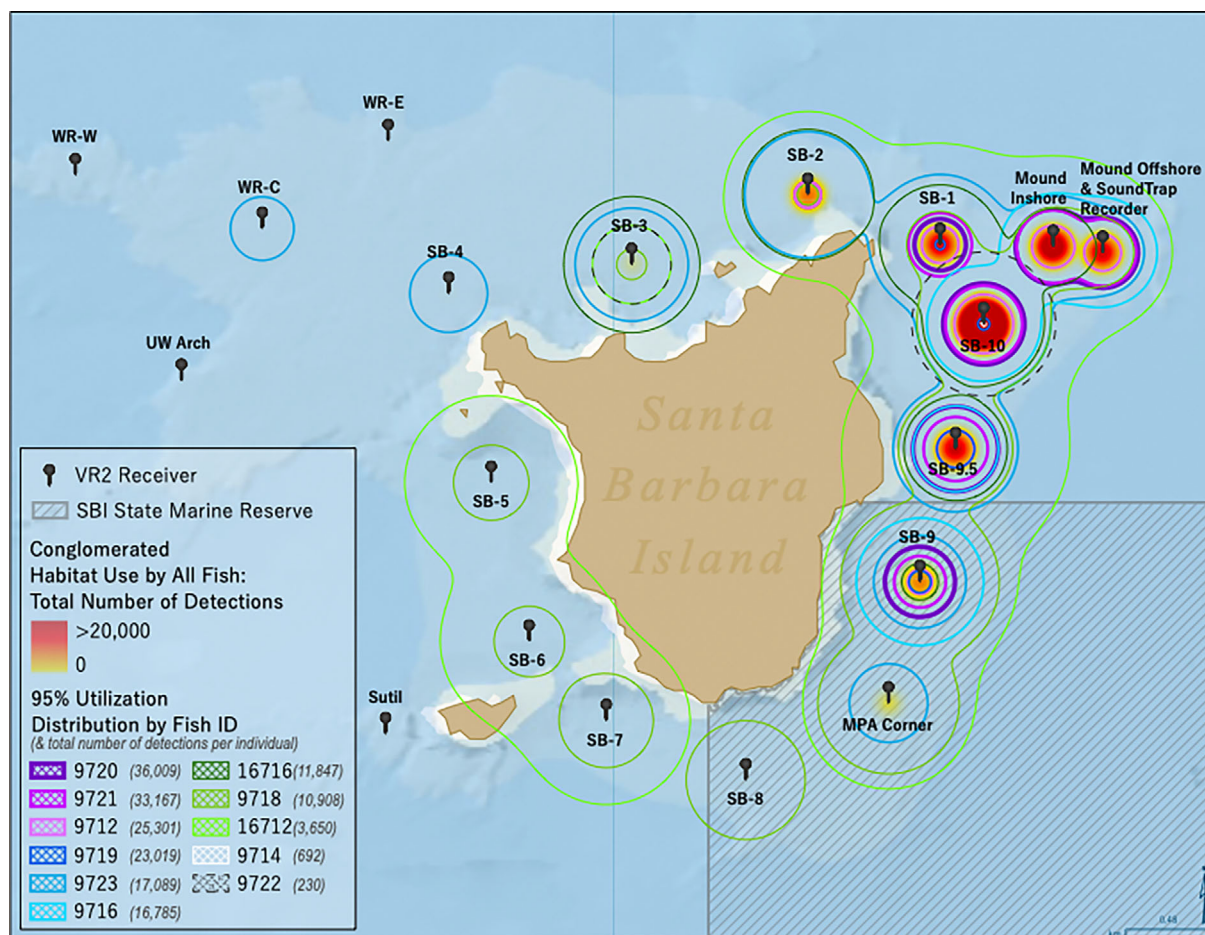 WR-E
WR-W
SB-2
Mound Offshore
& SoundTrap
Recorder
Mound
Inshore
WR-C
SB-1
SB-3
SB-4
UW Arch
SB-10
Santa
Barbara
Island
SB-9.5
SB-5
SB-9
SB-6
Sutil
SB-7
MPA Corner
SB-8
VR2 Receiver
SBI State Marine Reserve
Conglomerated
Habitat Use by All Fish:
Total Number of Detections
>20,000
0
95% Utilization
Distribution by Fish ID
(& total number of detections per individual)
9720 (36,009)
9721 (33,167)
9712 (25,301)
9719 (23,019)
9723 (17,089)
9716 (16,785)
16716 (11,847)
9718 (10,908)
16712 (3,650)
9714 (692)
9722 (230)
0.48